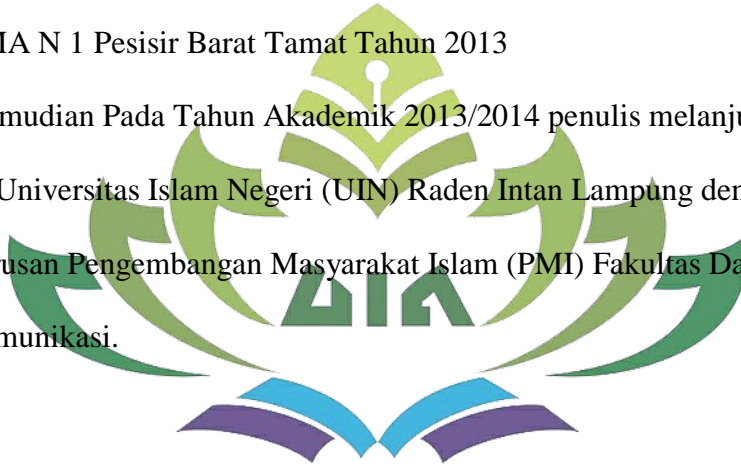 MA N 1 Pesisir Barat Tamat Tahun 2013
mudian Pada Tahun Akademik 2013/2014 penulis melanju
Universitas Islam Negeri (UIN) Raden Intan Lampung den
rusan Pengembangan Masyarakat Islam (PMI) Fakultas Da
munikasi.